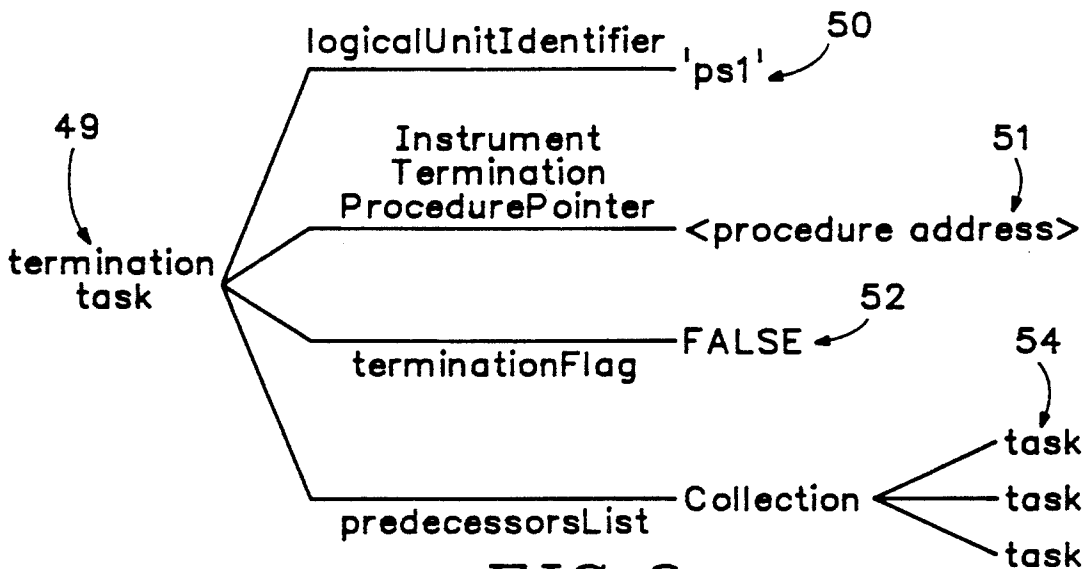 logicalUnitIdentifier
'ps1'
50
49
Instrument
Termination
ProcedurePointer
<procedure address>
51
termination
task
terminationFlag
FALSE
52
54
predecessorsList
Collection
task
task
task